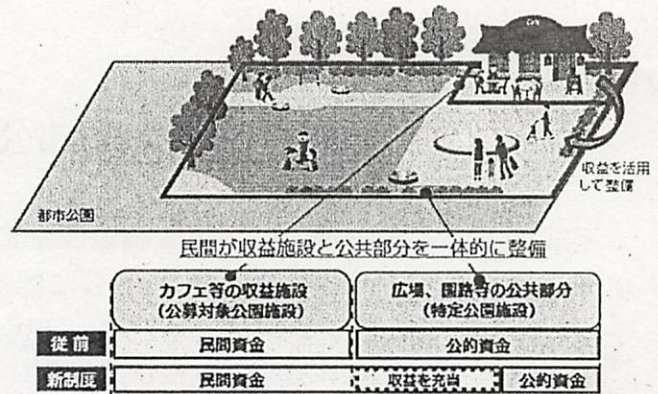 Cafe
収益を活用
して整備
都市公園
民間が収益施設と公共部分を一体的に整備
カフェ等の収益施設
(公募対象公園施設)
広場、園路等の公共部分
(特定公園施設)
従前 民間資金 公的資金
新制度 民間資金 収益を充当 公的資金